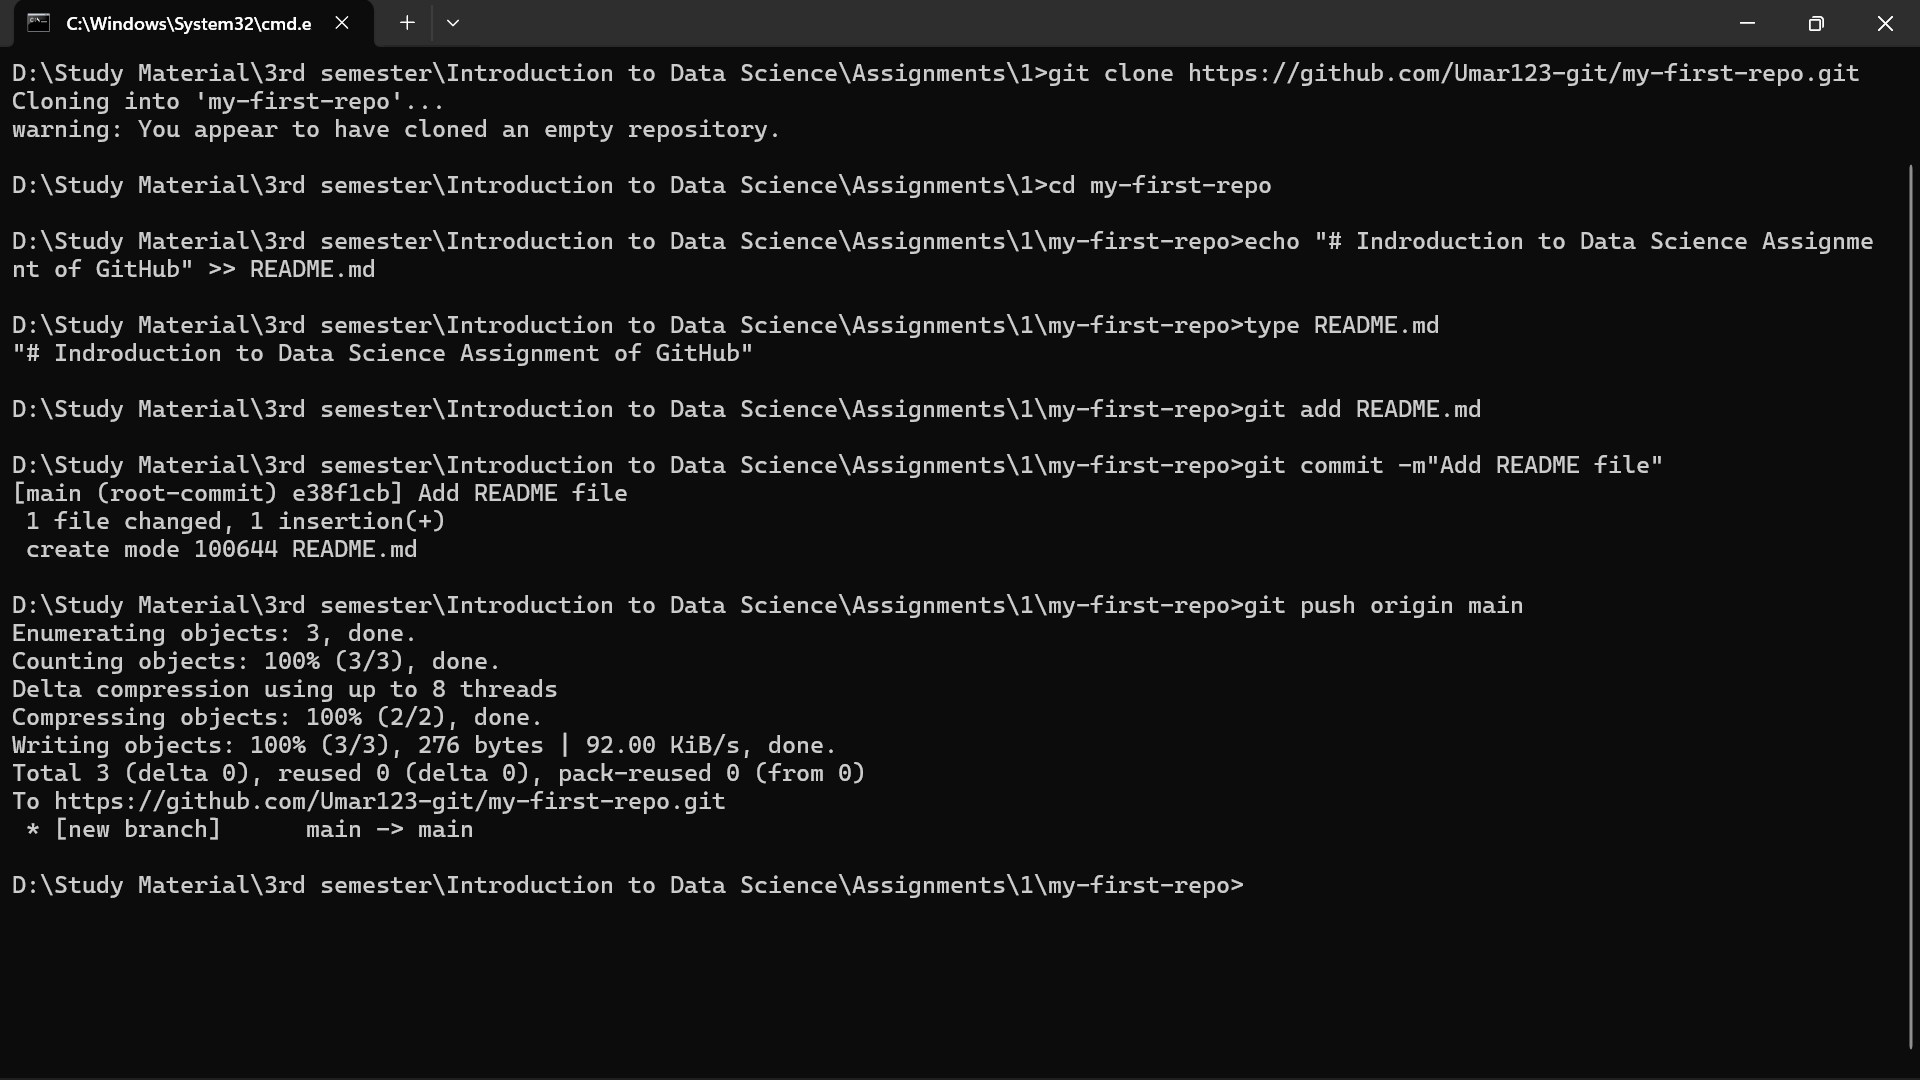 C:\Windows\System32\cmd.e
D:\Study Material\3rd semester\Introduction to Data Science\Assignments\1>git clone https://github.com/Umar123-git/my-first-repo.git
Cloning into 'my-first-repo'...
warning: You appear to have cloned an empty repository.
D:\Study Material\3rd semester\Introduction to Data Science\Assignments\1>cd my-first-repo
D:\Study Material\3rd semester\Introduction to Data Science\Assignments\1\my-first-repo>echo "# Indroduction to Data Science Assignme
nt of GitHub" >> README.md
D:\Study Material\3rd semester\Introduction to Data Science\Assignments\1\my-first-repo>type README.md
"# Indroduction to Data Science Assignment of GitHub"
D:\Study Material\3rd semester\Introduction to Data Science\Assignments\1\my-first-repo>git add README.md
D:\Study Material\3rd semester\Introduction to Data Science\Assignments\1\my-first-repo>git commit -m"Add README file"
[main (root-commit) e38f1cb] Add README file
 1 file changed, 1 insertion(+)
 create mode 100644 README.md
D:\Study Material\3rd semester\Introduction to Data Science\Assignments\1\my-first-repo>git push origin main
Enumerating objects: 3, done.
Counting objects: 100% (3/3), done.
Delta compression using up to 8 threads
Compressing objects: 100% (2/2), done.
Writing objects: 100% (3/3), 276 bytes | 92.00 KiB/s, done.
Total 3 (delta 0), reused 0 (delta 0), pack-reused 0 (from 0)
To https://github.com/Umar123-git/my-first-repo.git
 * [new branch]      main -> main
D:\Study Material\3rd semester\Introduction to Data Science\Assignments\1\my-first-repo>